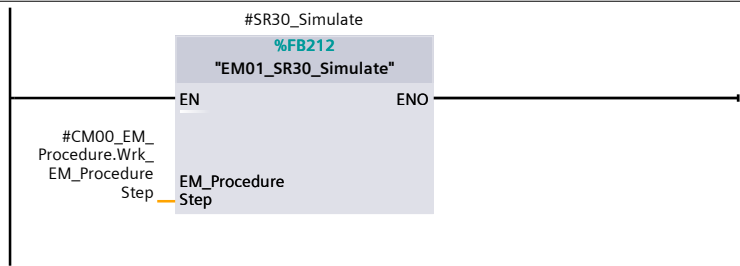 #SR30_Simulate
%FB212
"EM01_SR30_Simulate"
EN ENO
#CM00_EM_
Procedure.Wrk_
EM_Procedure
Step
EM_Procedure
Step